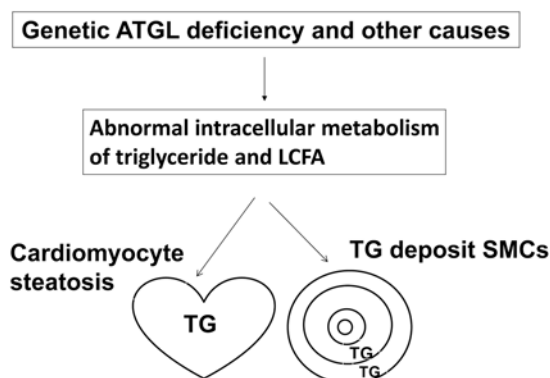 Genetic ATGL deficiency and other causes
Abnormal intracellular metabolism
of triglyceride and LCFA
Cardiomyocyte
steatosis
TG deposit SMCs
TG
TG
TG